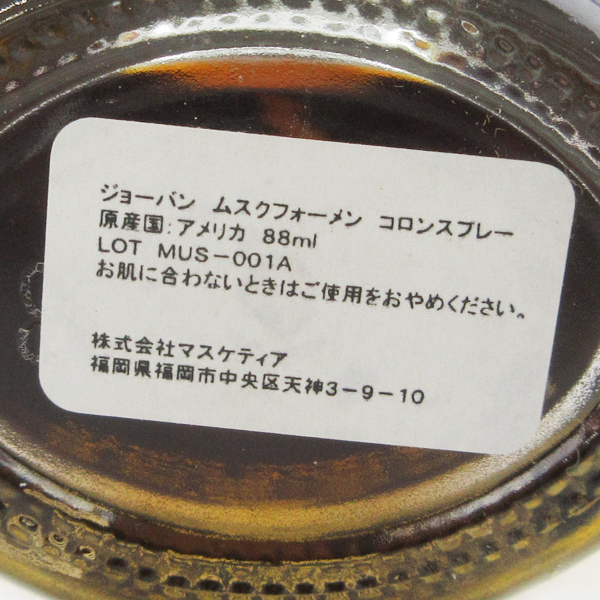 ジョーバン ムスクフォーメン コロンスプレー
原産国:アメリカ 88ml
LOT MUS-001A
お肌に合わないときはご使用をおやめください。
株式会社マスケティア
福岡県福岡市中央区天神3-9-10